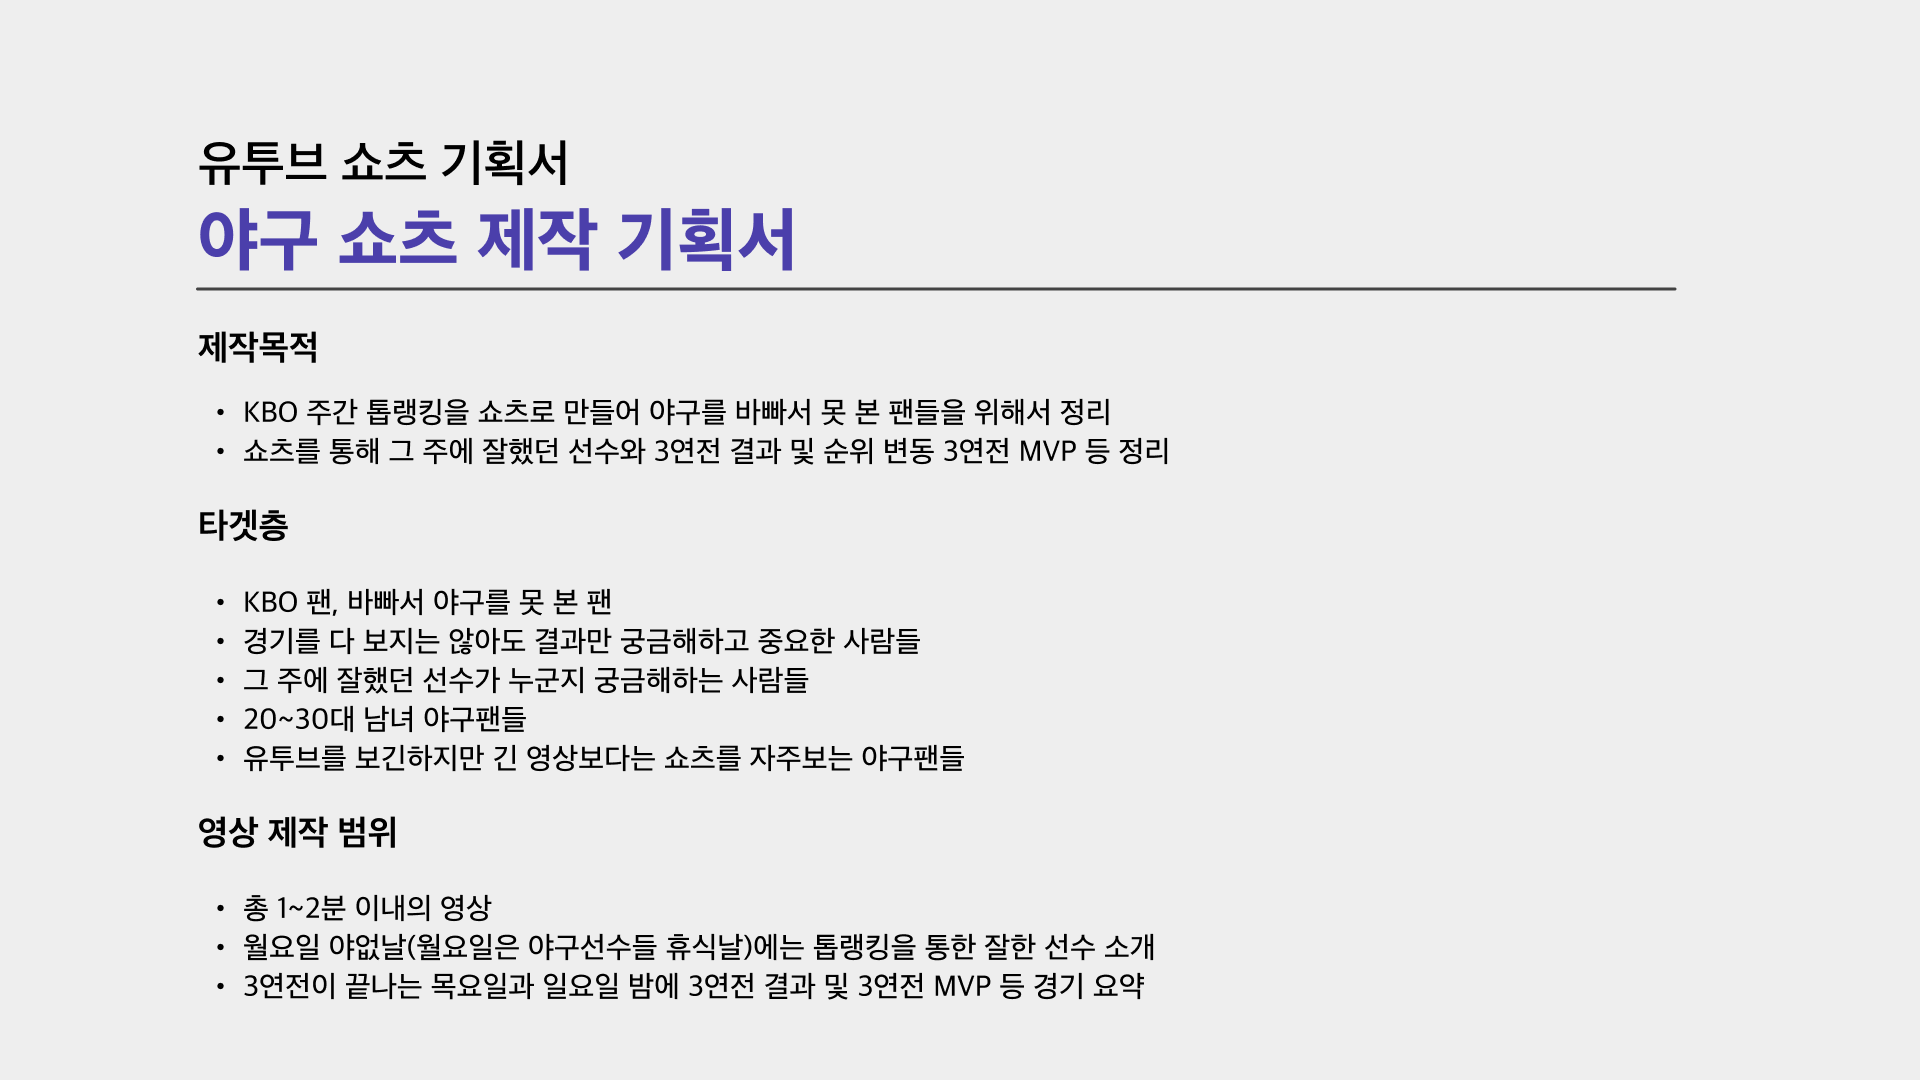 유투브 쇼츠 기획서
야구 쇼츠 제작 기획서
제작목적
• KBO 주간 톱랭킹을 쇼츠로 만들어 야구를 바빠서 못 본 팬들을 위해서 정리
• 쇼츠를 통해 그 주에 잘했던 선수와 3연전 결과 및 순위 변동 3연전 MVP 등 정리
타겟층
• KBO 팬, 바빠서 야구를 못 본 팬
• 경기를 다 보지는 않아도 결과만 궁금해하고 중요한 사람들
• 그 주에 잘했던 선수가 누군지 궁금해하는 사람들
• 20~30대 남녀 야구팬들
• 유투브를 보긴하지만 긴 영상보다는 쇼츠를 자주보는 야구팬들
영상 제작 범위
• 총 1~2분 이내의 영상
• 월요일 야없날(월요일은 야구선수들 휴식날)에는 톱랭킹을 통한 잘한 선수 소개
• 3연전이 끝나는 목요일과 일요일 밤에 3연전 결과 및 3연전 MVP 등 경기 요약